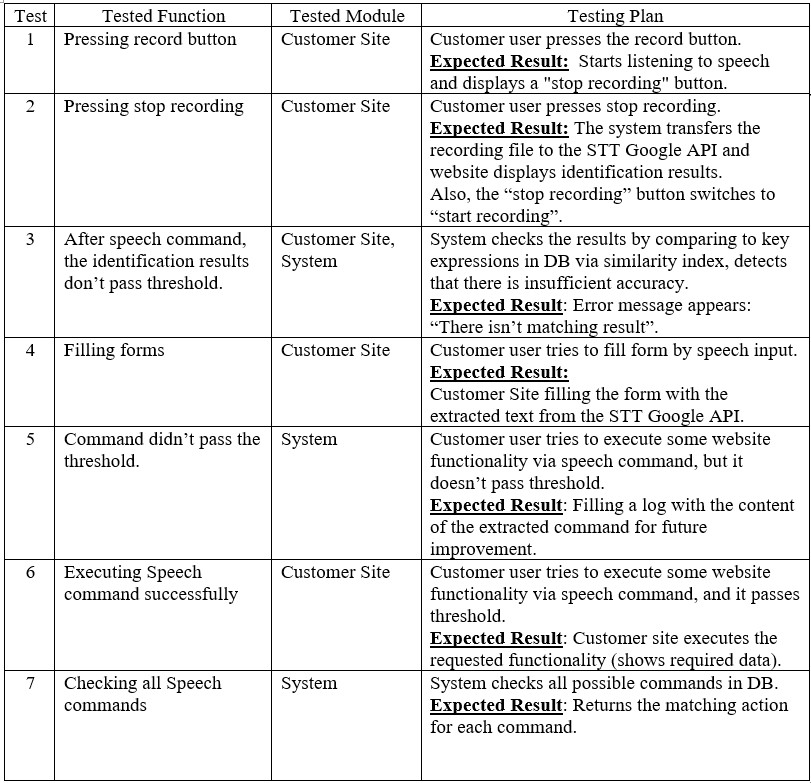 Test Tested Function Tested Module Testing Plan
1 Pressing record button Customer Site Customer user presses the record button.
Expected Result: Starts listening to speech
and displays a "stop recording" button.
2 Pressing stop recording Customer Site Customer user presses stop recording.
Expected Result: The system transfers the
recording file to the STT Google API and
website displays identification results.
Also, the “stop recording” button switches to
“start recording”.
3 After speech command, Customer Site, System checks the results by comparing to key
the identification results System expressions in DB via similarity index, detects
don’t pass threshold. that there is insufficient accuracy.
Expected Result: Error message appears:
“There isn’t matching result”.
4 Filling forms Customer Site Customer user tries to fill form by speech input.
Expected Result:
Customer Site filling the form with the
extracted text from the STT Google API.
5 Command didn’t pass the System Customer user tries to execute some website
threshold. functionality via speech command, but it
doesn’t pass threshold.
Expected Result: Filling a log with the content
of the extracted command for future
improvement.
6 Executing Speech Customer Site Customer user tries to execute some website
command successfully functionality via speech command, and it passes
threshold.
Expected Result: Customer site executes the
requested functionality (shows required data).
7 Checking all Speech System System checks all possible commands in DB.
commands Expected Result: Returns the matching action
for each command.